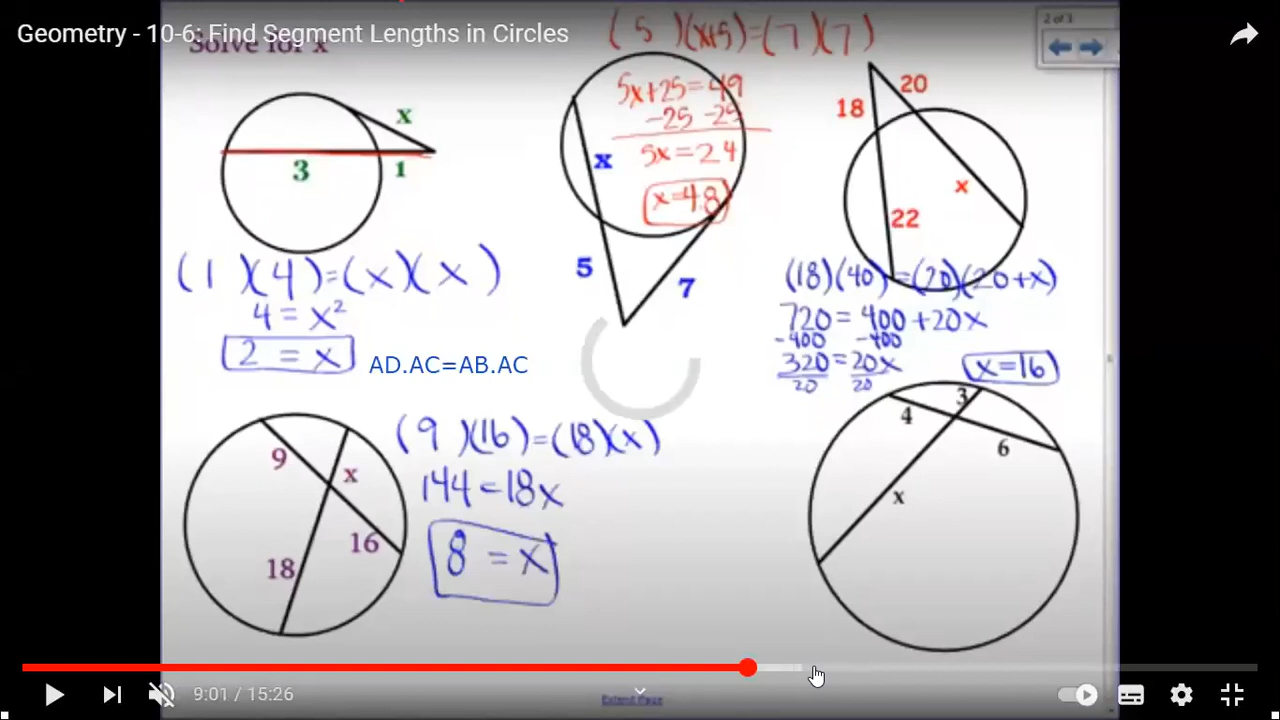 Geometry - 10-6: Find Segment Lengths in Circles
Solve for x
2 of 3
(5)(x+5)=(7)(7)
5x+25=49
-25 -25
5x=24
x=4.8
x
5
7
x
3
1
(1)(4)=(x)(x)
4=x²
2=x
AD.AC=AB.AC
20
18
x
22
(18)(40)=(20)(20+x)
720=400+20x
-400 -400
320=20x
20 20
x=16
9
x
16
18
(9)(16)=(18)(x)
144=18x
8=x
3
4
6
x
9:01 / 15:26
Extend Page